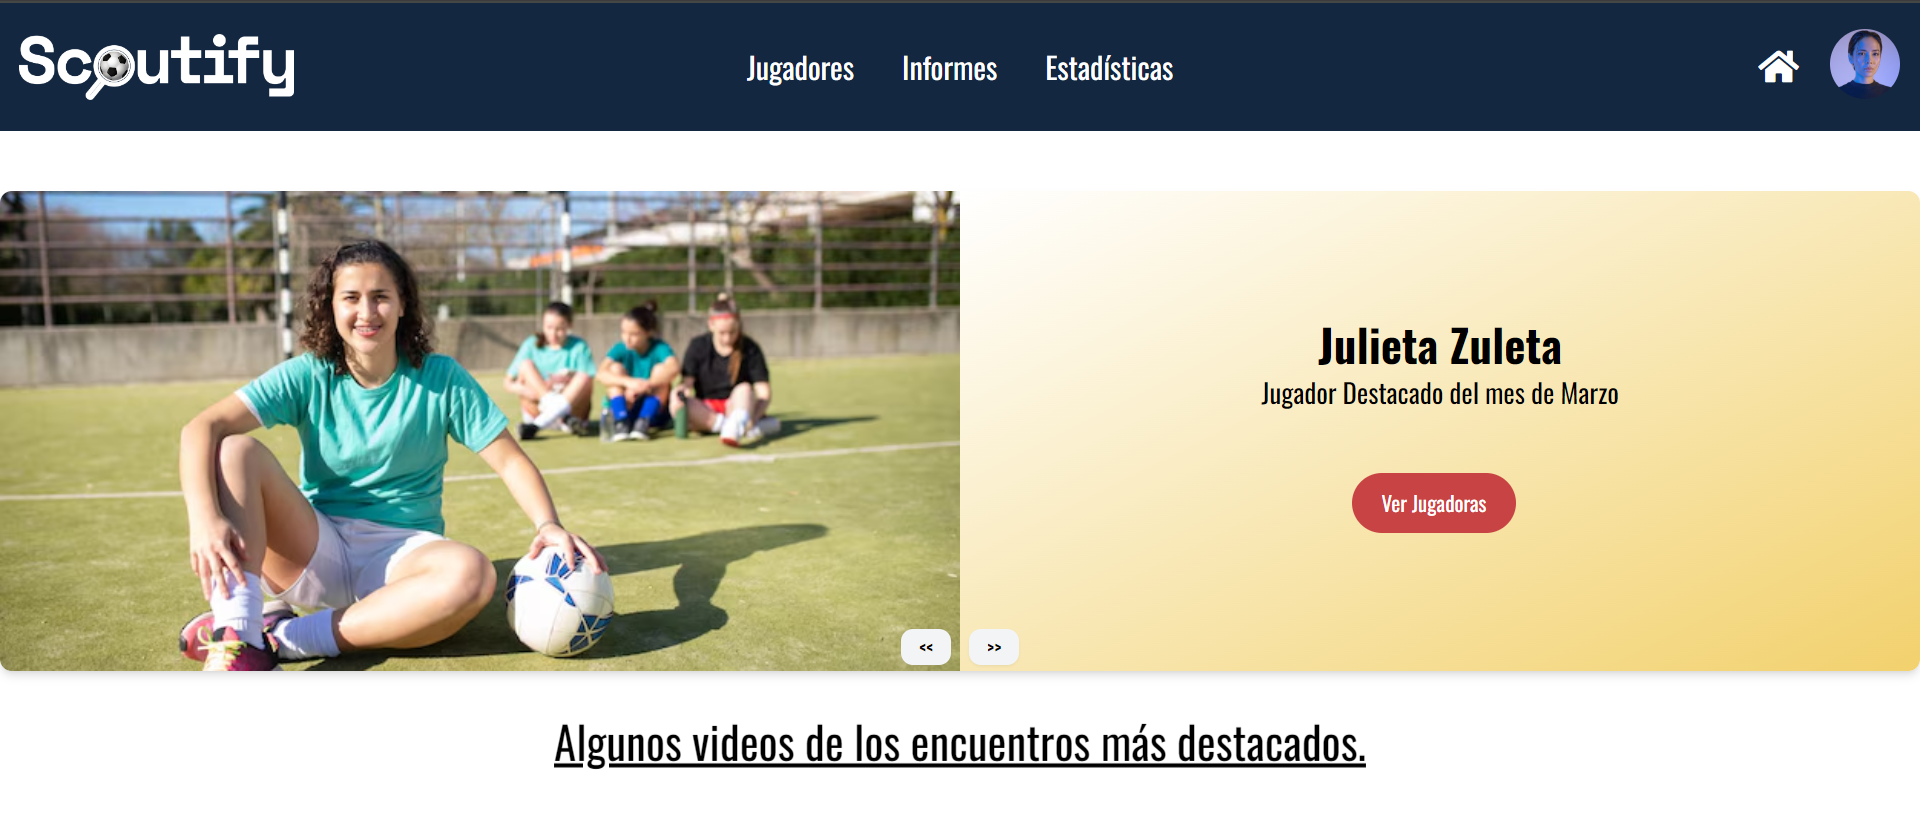 Scoutify
Jugadores Informes Estadísticas
Julieta Zuleta
Jugador Destacado del mes de Marzo
Ver Jugadoras
<< >>
Algunos videos de los encuentros más destacados.